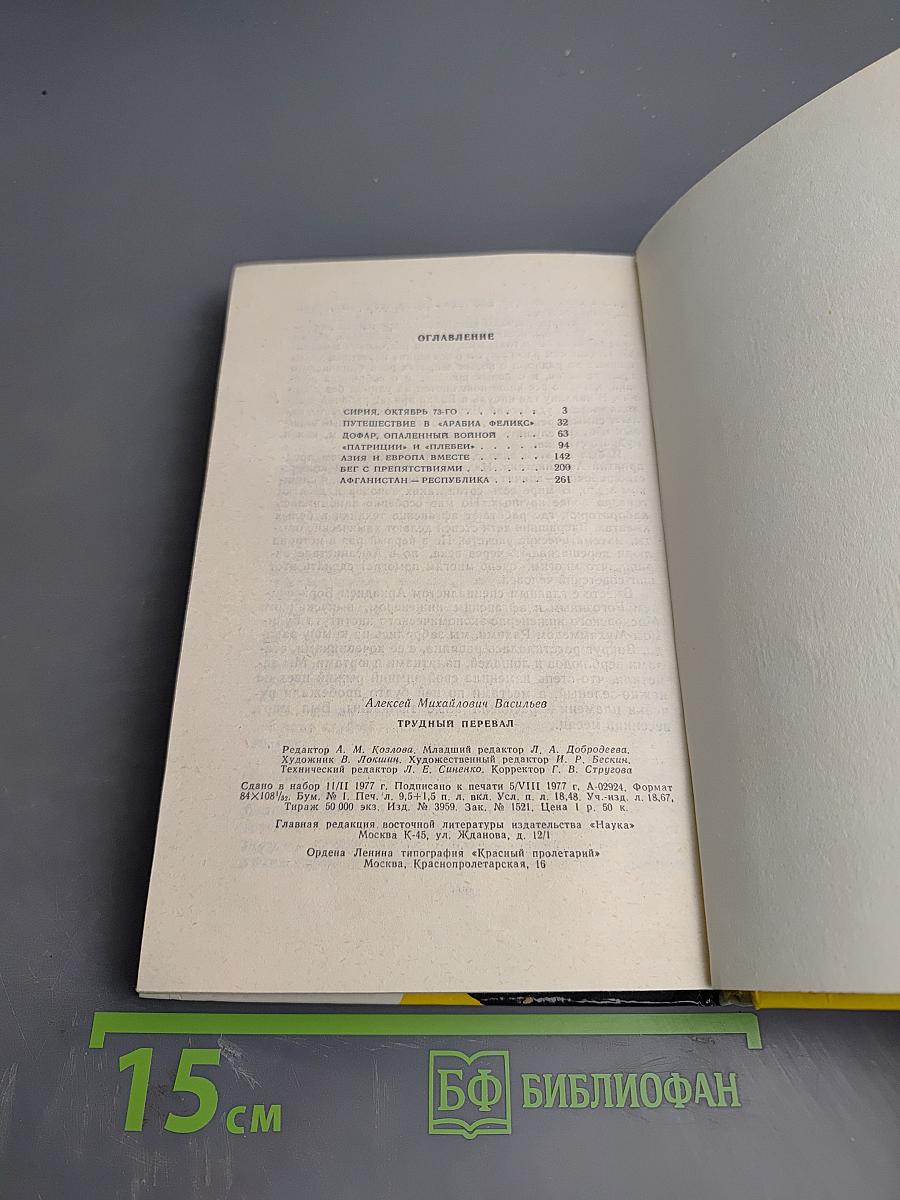 ОГЛАВЛЕНИЕ
СИРИЯ, ОКТЯБРЬ 73-ГО . . . . . . 3
ПУТЕШЕСТВИЕ В «АРАБИА ФЕЛИКС» 32
ДОФАР, ОПАЛЕННЫЙ ВОЙНОЙ . . . . 63
«ПАТРИЦИИ» И «ПЛЕБЕИ» . . . . . 94
АЗИЯ И ЕВРОПА ВМЕСТЕ . . . . . . 142
БЕГ С ПРЕПЯТСТВИЯМИ . . . . . . 200
АФГАНИСТАН — РЕСПУБЛИКА . . . . 261
Алексей Михайлович Васильев
ТРУДНЫЙ ПЕРЕВАЛ
Редактор А. М. Козлова, Младший редактор Л. А. Добродеева,
Художник В. Локшин, Художественный редактор И. Р. Бескин,
Технический редактор Л. Е. Синенко, Корректор Г. В. Стругова
Сдано в набор 11/II 1977 г. Подписано к печати 5/VIII 1977 г. А-02924. Формат
84×108¹/₃₂. Бум. № 1. Печ. л. 9,5+1,5 п. л. вкл. Усл. п. л. 18,48. Уч.-изд. л. 18,67,
Тираж 50 000 экз. Изд. № 3959. Зак. № 1521. Цена 1 р. 50 к.
Главная редакция восточной литературы издательства «Наука»
Москва К-45, ул. Жданова, д. 12/1
Ордена Ленина типография «Красный пролетарий»
Москва, Краснопролетарская, 16
15 см
БФ БИБЛИОФАН